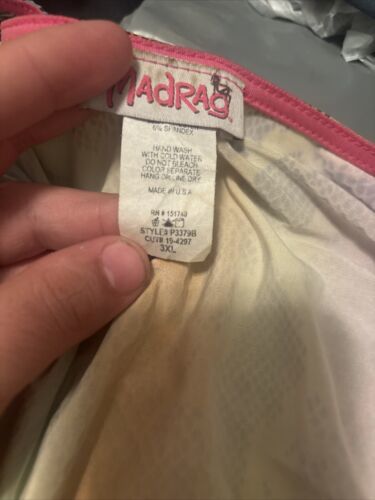 MADRAG
6% SPANDEX
HAND WASH
WITH COLD WATER
DO NOT BLEACH
COLOR SEPARATE
HANG OR LINE DRY
MADE IN U.S.A
RN # 151740
STYLE# P3379B
CUT# 19-4297
3XL